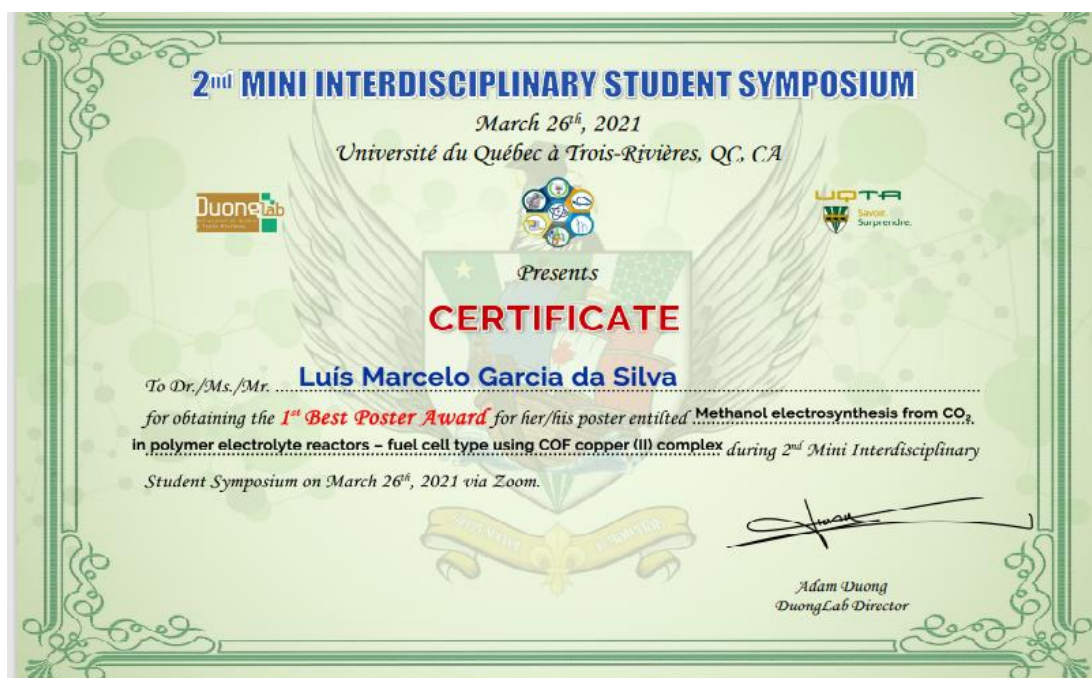 2nd MINI INTERDISCIPLINARY STUDENT SYMPOSIUM
March 26th, 2021
Université du Québec à Trois-Rivières, QC, CA
DuongLab
UQTR
Savoir.
Surprendre.
Presents
CERTIFICATE
To Dr./Ms./Mr. Luís Marcelo Garcia da Silva
for obtaining the 1st Best Poster Award for her/his poster entilted Methanol electrosynthesis from CO₂
in polymer electrolyte reactors – fuel cell type using COF copper (II) complex during 2nd Mini Interdisciplinary
Student Symposium on March 26th, 2021 via Zoom.
Adam Duong
DuongLab Director